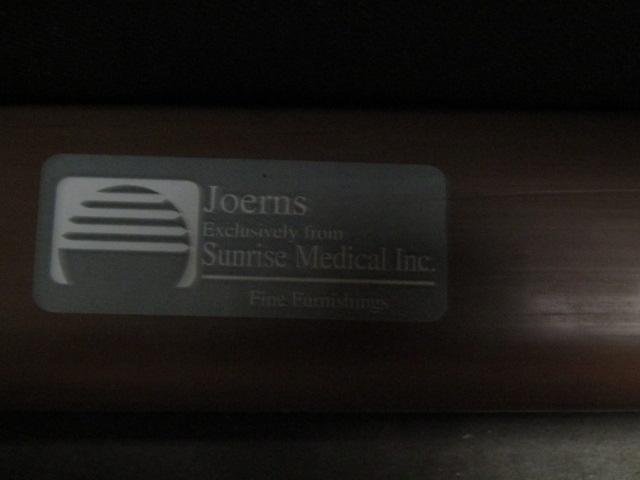 Joerns
Exclusively from
Sunrise Medical Inc.
Fine Furnishings